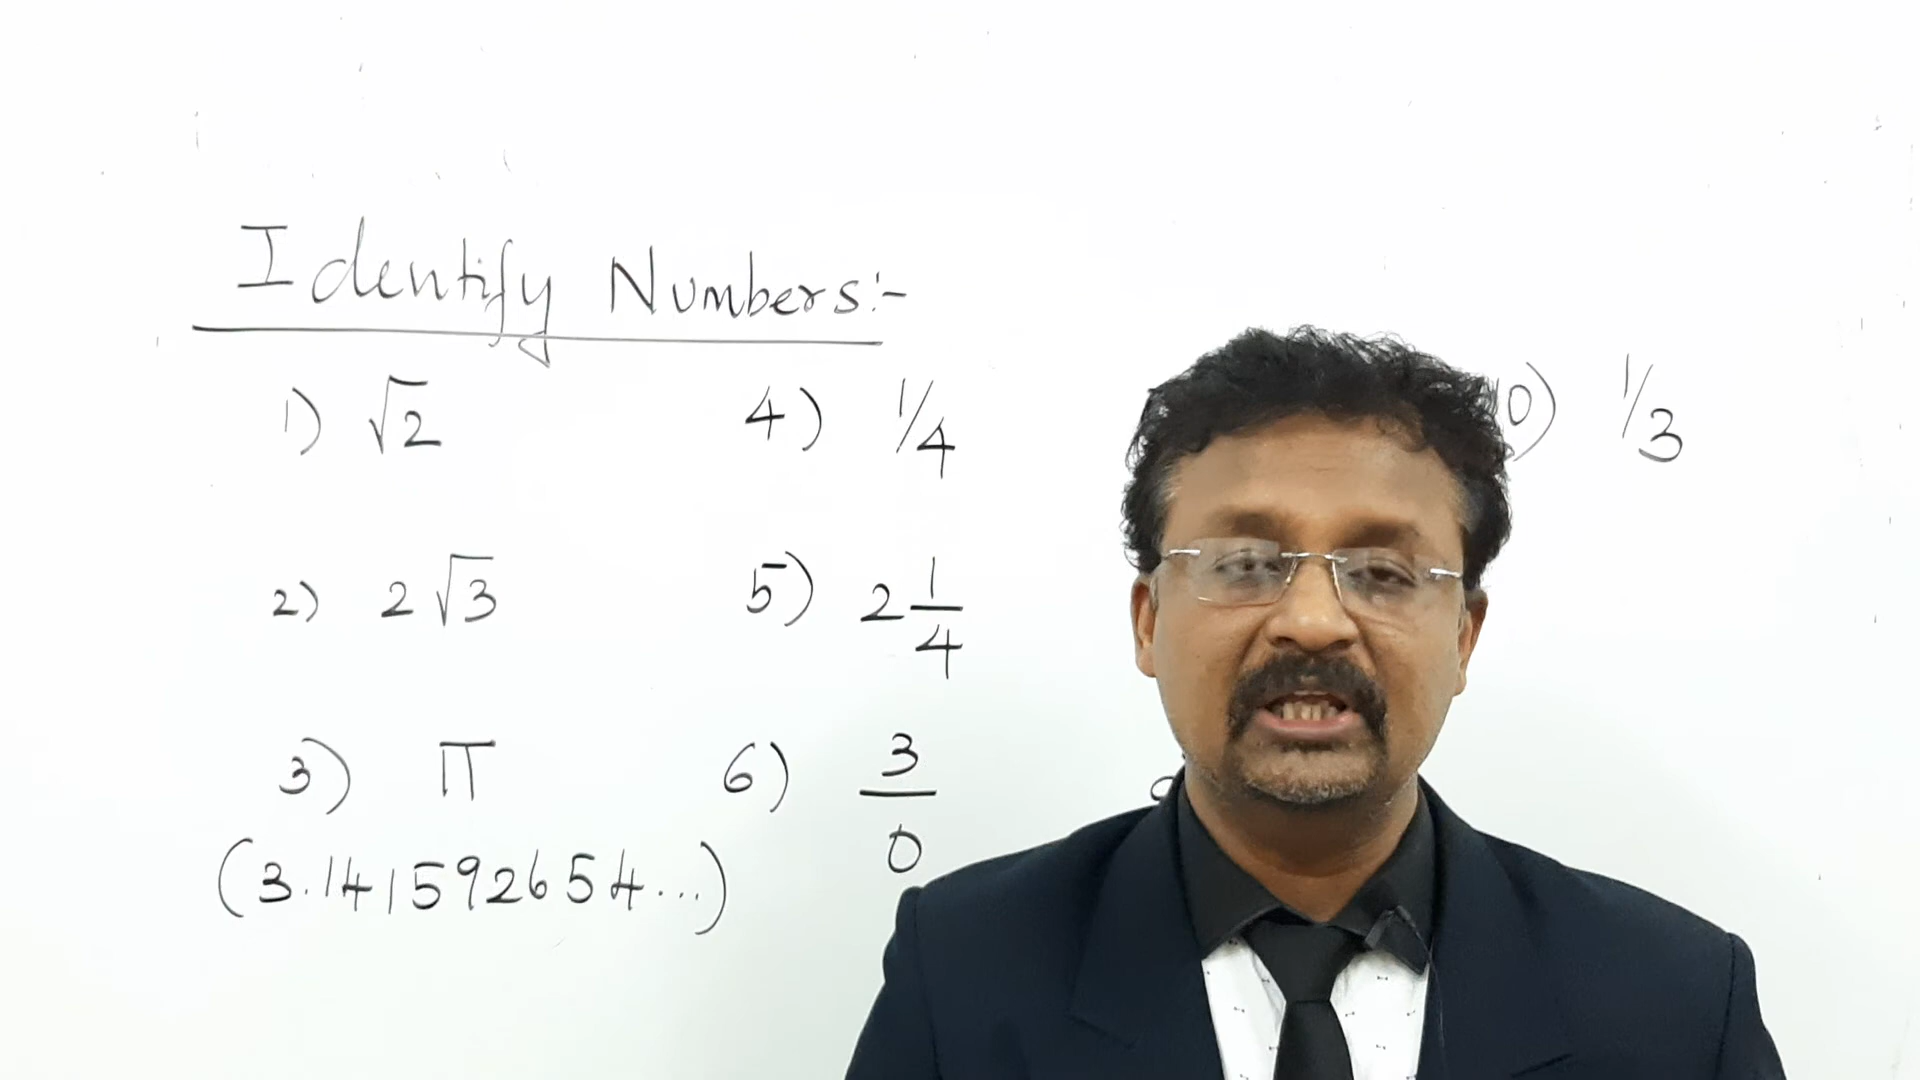 Identify Numbers:-
1) √2
4) 1/4
0) 1/3
2) 2√3
5) 2 1/4
3) π
6) 3/0
(3.141592654...)